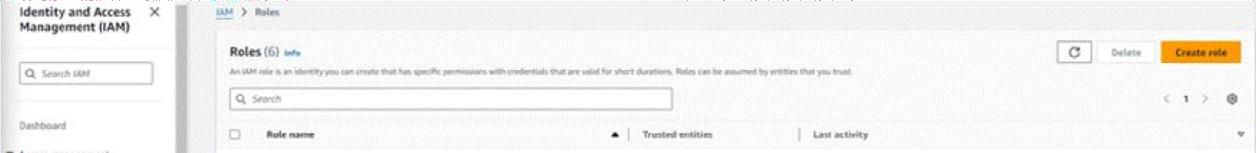 Identity and Access
Management (IAM)
Search IAM
Dashboard
IAM > Roles
Roles (6) Info
An IAM role is an identity you can create that has specific permissions with credentials that are valid for short durations. Roles can be assumed by entities that you trust.
Delete
Create role
Search
1
Role name
Trusted entities
Last activity